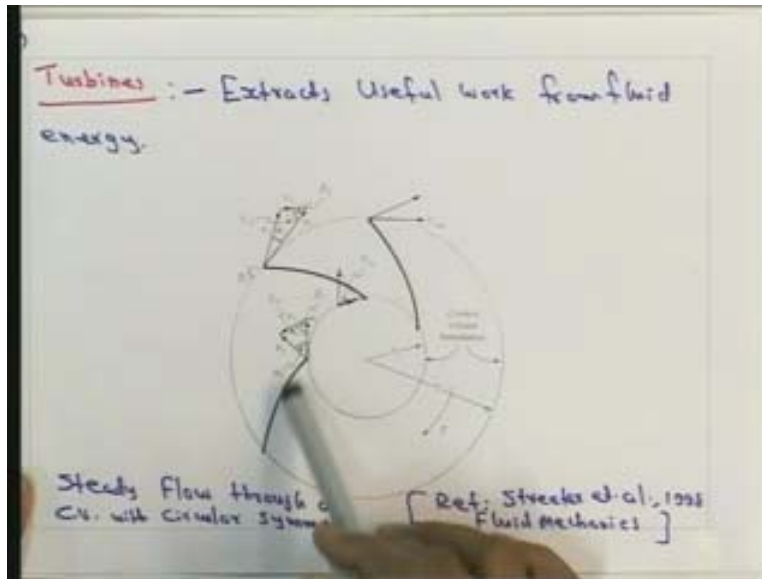 Turbines :- Extracts Useful work from fluid
energy.
Control
Volume
boundaries
Steady Flow through a
CV. with Circular Symm
[Ref: Streeter et al., 1998
Fluid Mechanics]